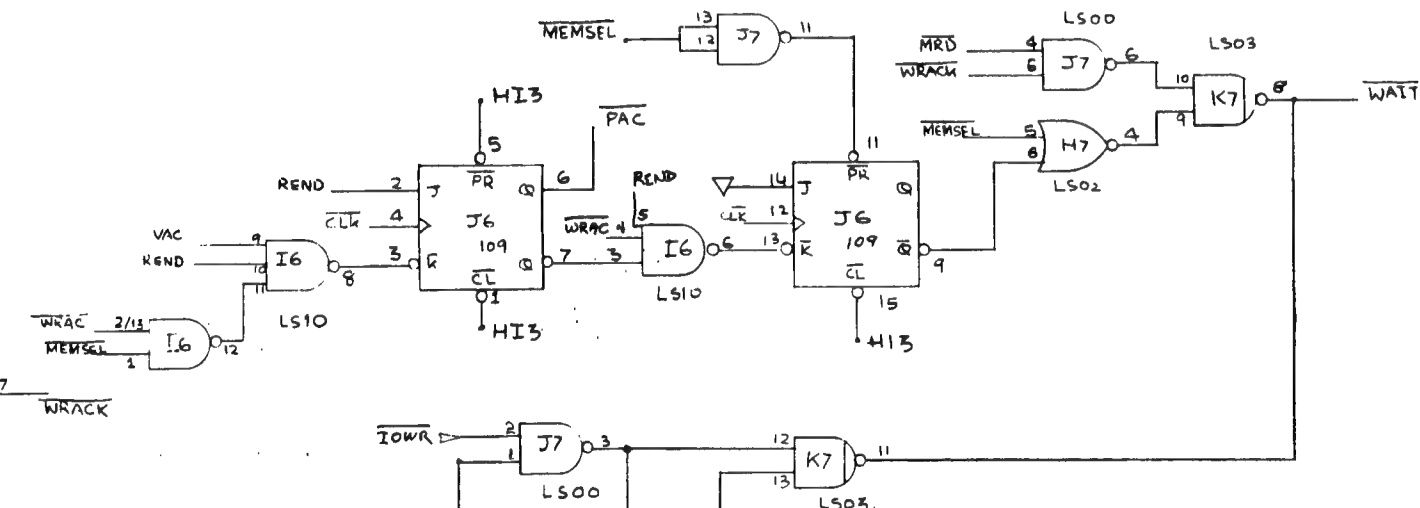 LS00
MEMSEL 13 12 J7 11
MRD 4 WRACK 6 J7 6
LS03
10 9 K7 8 WAIT
HI3
PAC
MEMSEL 5 6 H7 4
LS02
5
11
REND 2 J PR Q 6
REND
14 J PR Q
CLK 4 J6
109
WRAC 4 5 3 I6 6
CLK 12 J6
109
VAC 9
REND 10
11
I6 8
3 K CL Q 7
13 K CL Q 9
LS10
LS10
1
15
HI3
HI3
WRAC 2/13
MEMSEL 1
I6 12
7
WRACK
IOWR 2
1
J7 3
LS00
12
13
K7 11
LS03